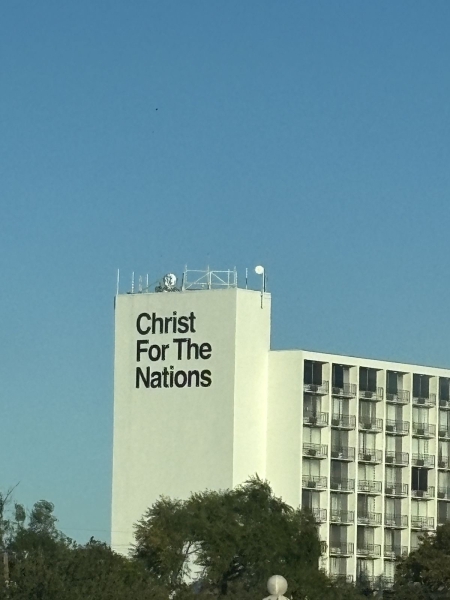 Christ
For The
Nations